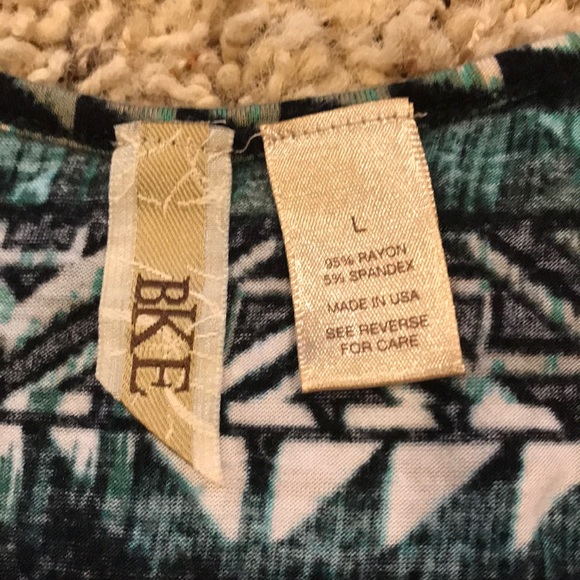 BKE
L
95% RAYON
5% SPANDEX
MADE IN USA
SEE REVERSE
FOR CARE